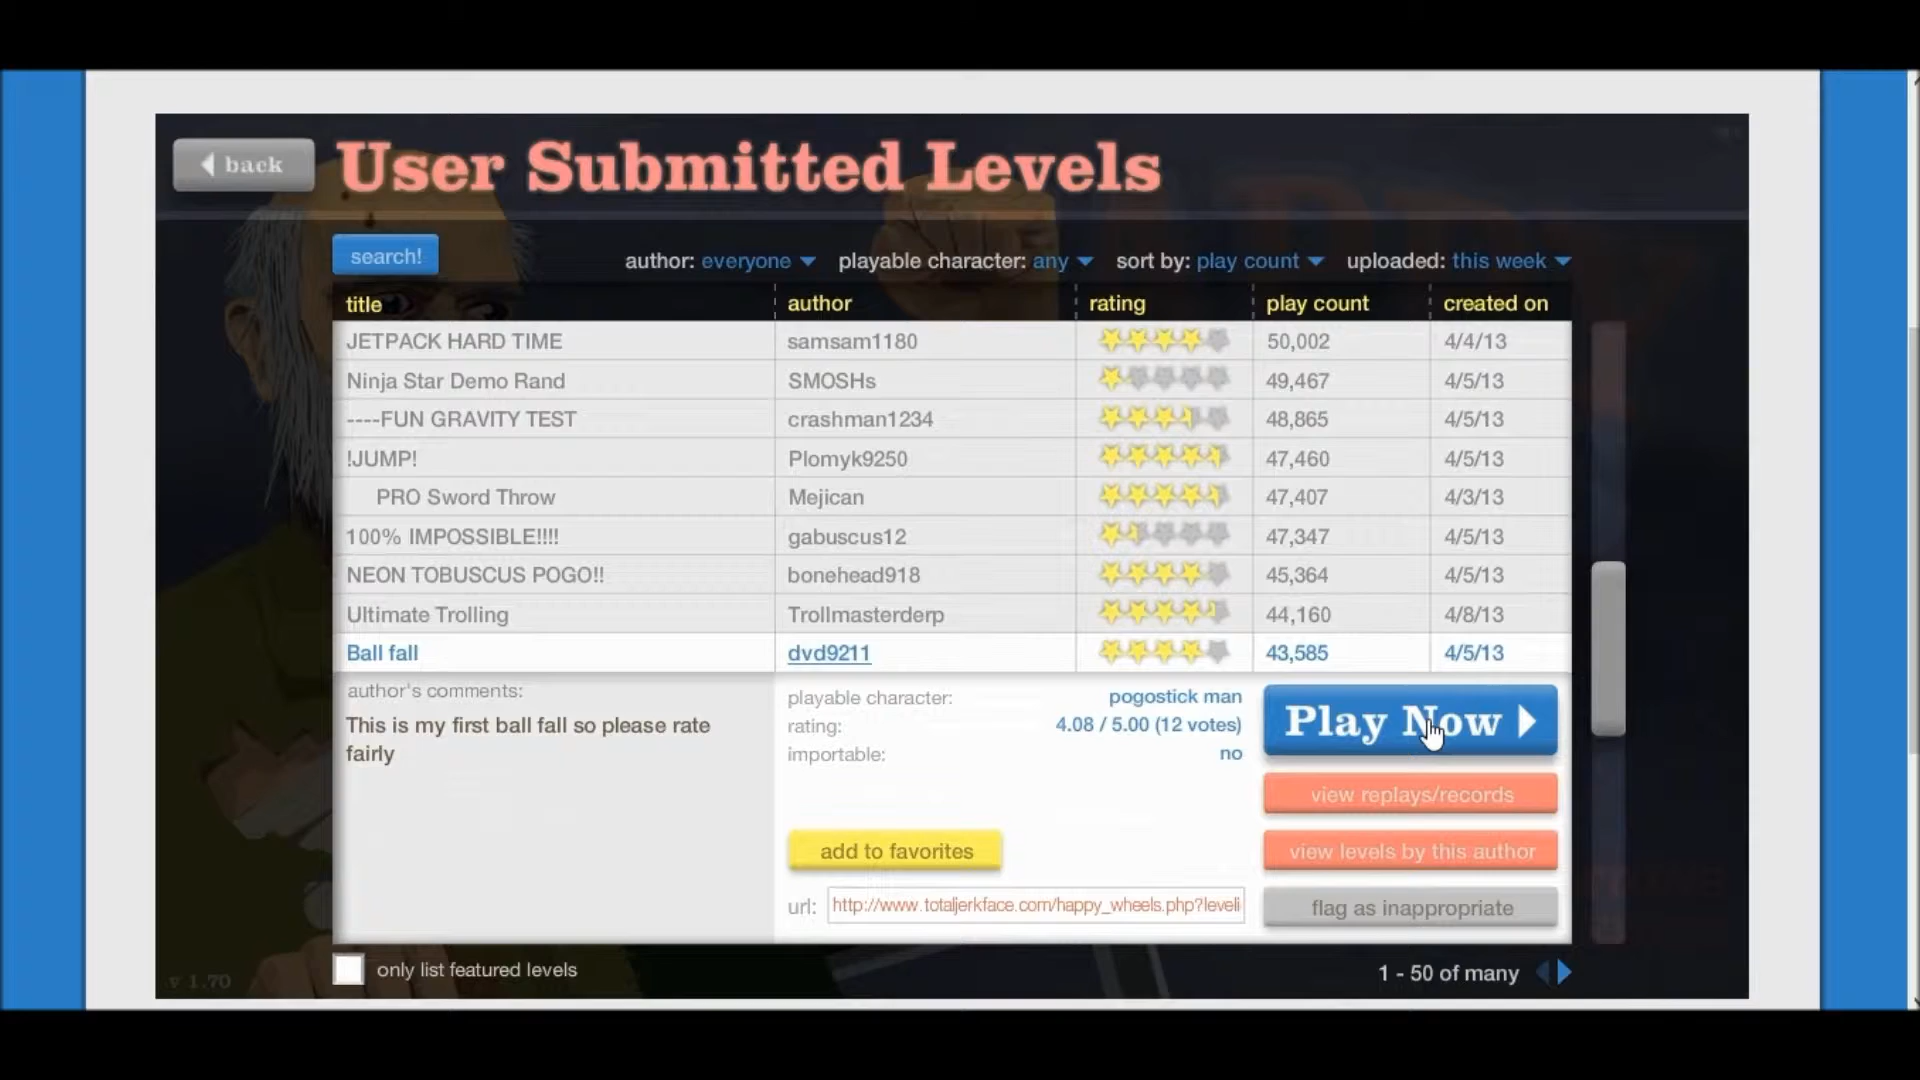 back
User Submitted Levels
search!
author: everyone playable character: any sort by: play count uploaded: this week
title author rating play count created on
JETPACK HARD TIME samsam1180 50,002 4/4/13
Ninja Star Demo Rand SMOSHs 49,467 4/5/13
----FUN GRAVITY TEST crashman1234 48,865 4/5/13
!JUMP! Plomyk9250 47,460 4/5/13
PRO Sword Throw Mejican 47,407 4/3/13
100% IMPOSSIBLE!!!! gabuscus12 47,347 4/5/13
NEON TOBUSCUS POGO!! bonehead918 45,364 4/5/13
Ultimate Trolling Trollmasterderp 44,160 4/8/13
Ball fall dvd9211 43,585 4/5/13
author's comments:
This is my first ball fall so please rate
fairly
playable character: pogostick man
rating: 4.08 / 5.00 (12 votes)
importable: no
add to favorites
url: http://www.totaljerkface.com/happy_wheels.php?leveli
Play Now
view replays/records
view levels by this author
flag as inappropriate
only list featured levels
1 - 50 of many
v 1.70